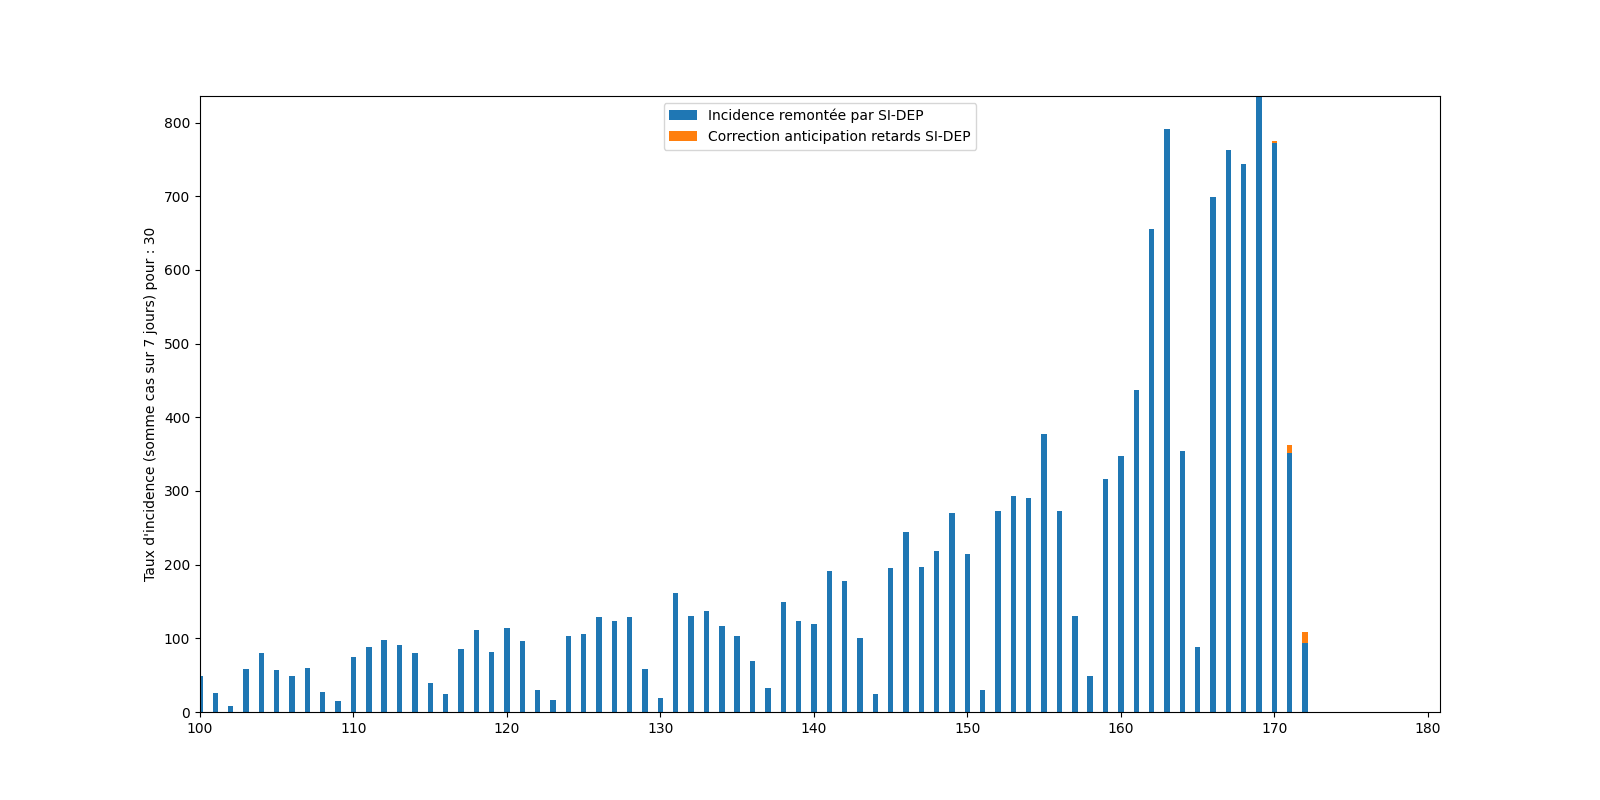 Incidence remontée par SI-DEP
Correction anticipation retards SI-DEP
Taux d'incidence (somme cas sur 7 jours) pour : 30
800
700
600
500
400
300
200
100
0
100 110 120 130 140 150 160 170 180